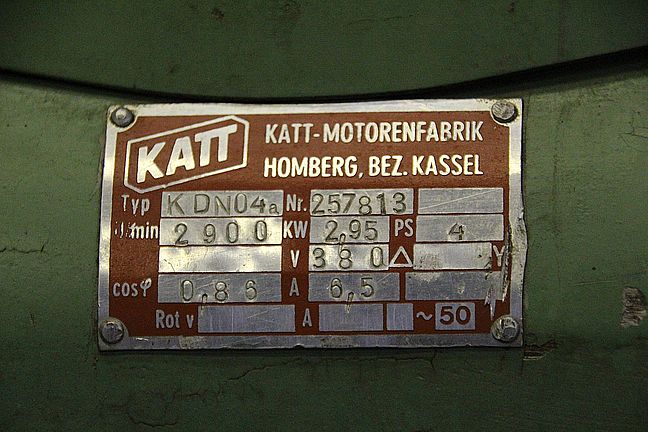 KATT
KATT-MOTORENFABRIK
HOMBERG, BEZ. KASSEL
Typ KDN04a Nr. 257813
U/min 2900 KW 2,95 PS 4
V 380 △ Y
cosφ 0,86 A 6,5
Rot v A ~ 50